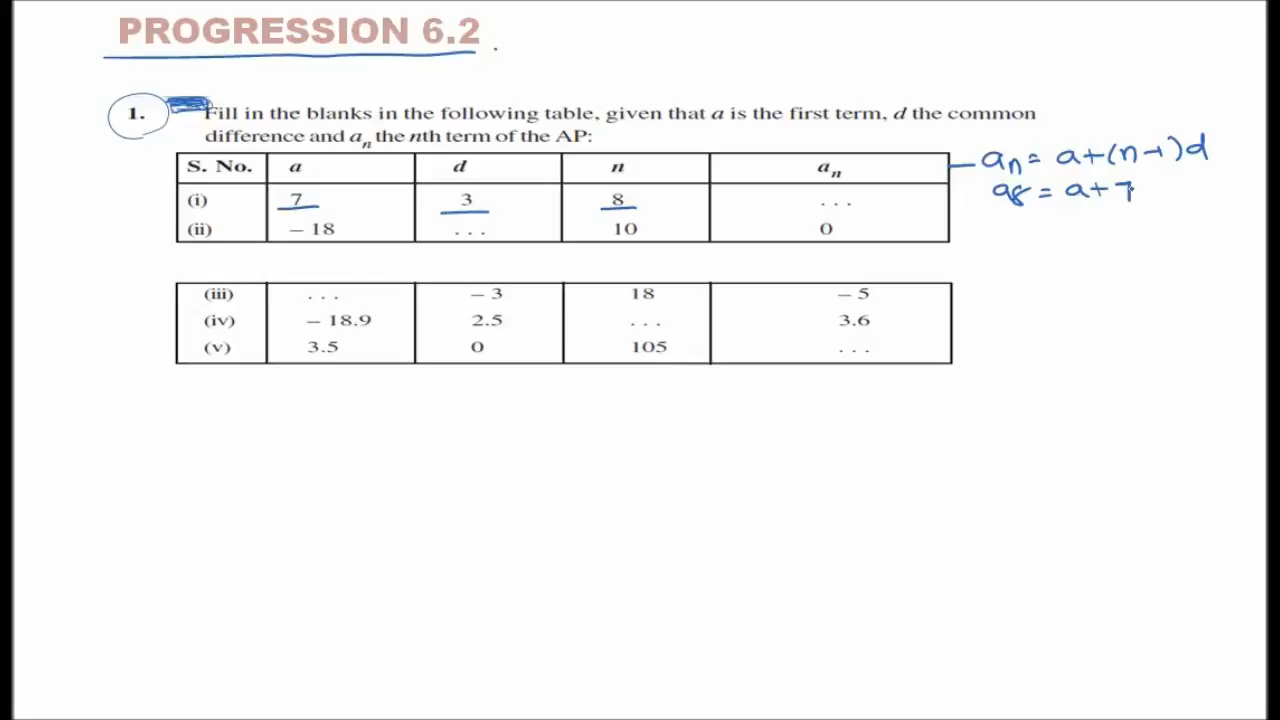 PROGRESSION 6.2
1. Fill in the blanks in the following table, given that a is the first term, d the common
difference and aₙ the nth term of the AP:
S. No. a d n aₙ
(i) 7 3 8 . . .
(ii) – 18 . . . 10 0
(iii) . . . – 3 18 – 5
(iv) – 18.9 2.5 . . . 3.6
(v) 3.5 0 105 . . .
aₙ = a+(n-1)d
a₈ = a+7